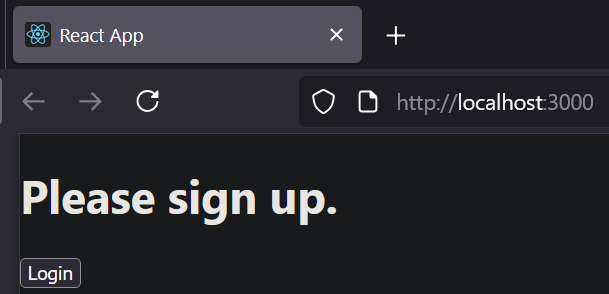 React App
http://localhost:3000
Please sign up.
Login